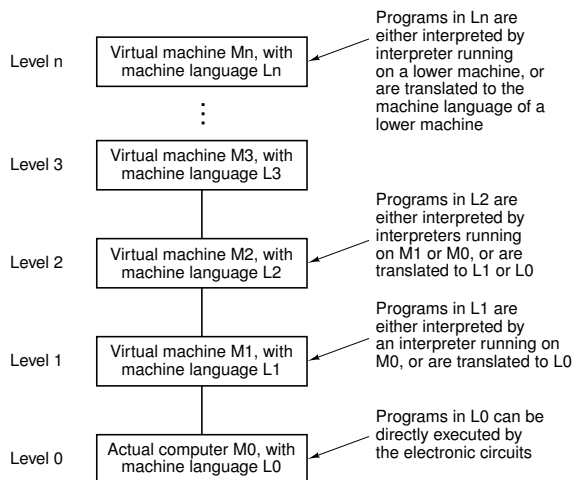 Level n
Virtual machine Mn, with
machine language Ln
Programs in Ln are
either interpreted by
interpreter running
on a lower machine, or
are translated to the
machine language of a
lower machine
Level 3
Virtual machine M3, with
machine language L3
Level 2
Virtual machine M2, with
machine language L2
Programs in L2 are
either interpreted by
interpreters running
on M1 or M0, or are
translated to L1 or L0
Level 1
Virtual machine M1, with
machine language L1
Programs in L1 are
either interpreted by
an interpreter running on
M0, or are translated to L0
Level 0
Actual computer M0, with
machine language L0
Programs in L0 can be
directly executed by
the electronic circuits